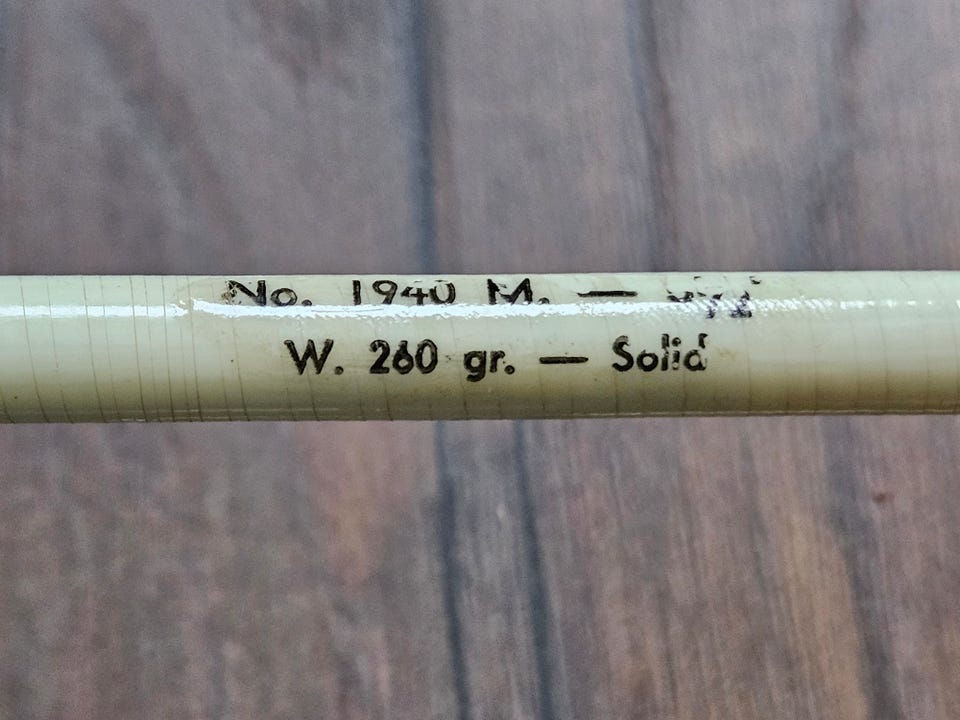 No. 1940 M. —
W. 260 gr. — Solid